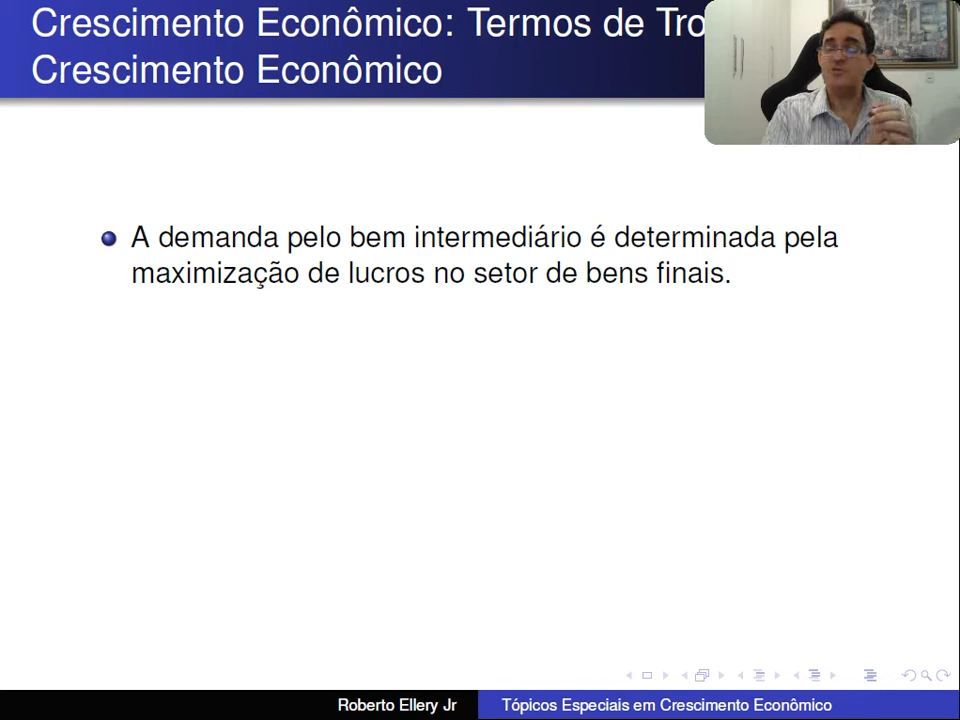 Crescimento Econômico: Termos de
Crescimento Econômico
A demanda pelo bem intermediário é determinada pela
maximização de lucros no setor de bens finais.
Roberto Ellery Jr
Tópicos Especiais em Crescimento Econômico